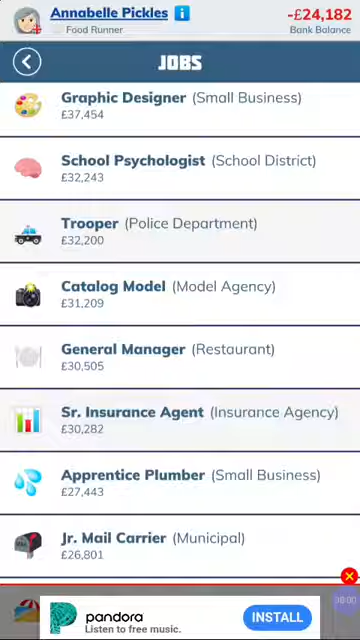 Annabelle Pickles i
-£24,182
Food Runner
Bank Balance
JOBS
Graphic Designer (Small Business)
£37,454
School Psychologist (School District)
£32,243
Trooper (Police Department)
£32,200
Catalog Model (Model Agency)
£31,209
General Manager (Restaurant)
£30,505
Sr. Insurance Agent (Insurance Agency)
£30,282
Apprentice Plumber (Small Business)
£27,443
Jr. Mail Carrier (Municipal)
£26,801
pandora
Listen to free music.
INSTALL
00:00